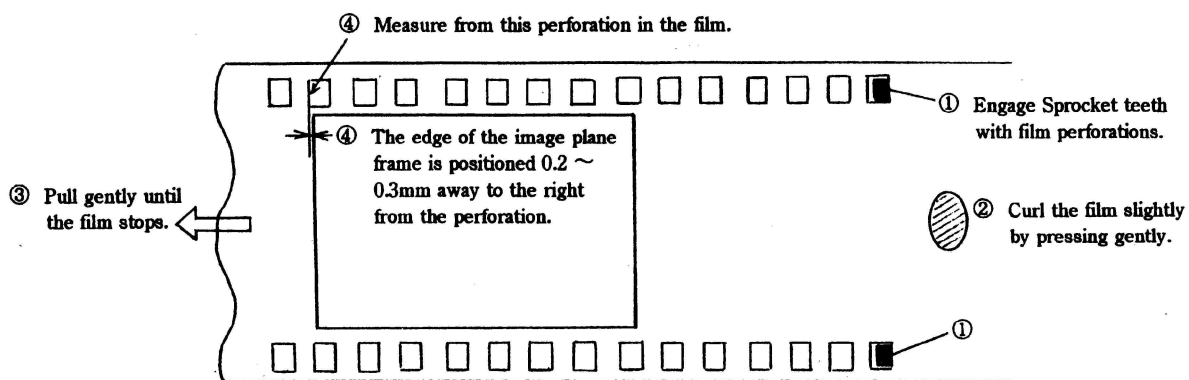 ④ Measure from this perforation in the film.
① Engage Sprocket teeth
with film perforations.
④ The edge of the image plane
frame is positioned 0.2 ~
0.3mm away to the right
from the perforation.
③ Pull gently until
the film stops.
② Curl the film slightly
by pressing gently.
①